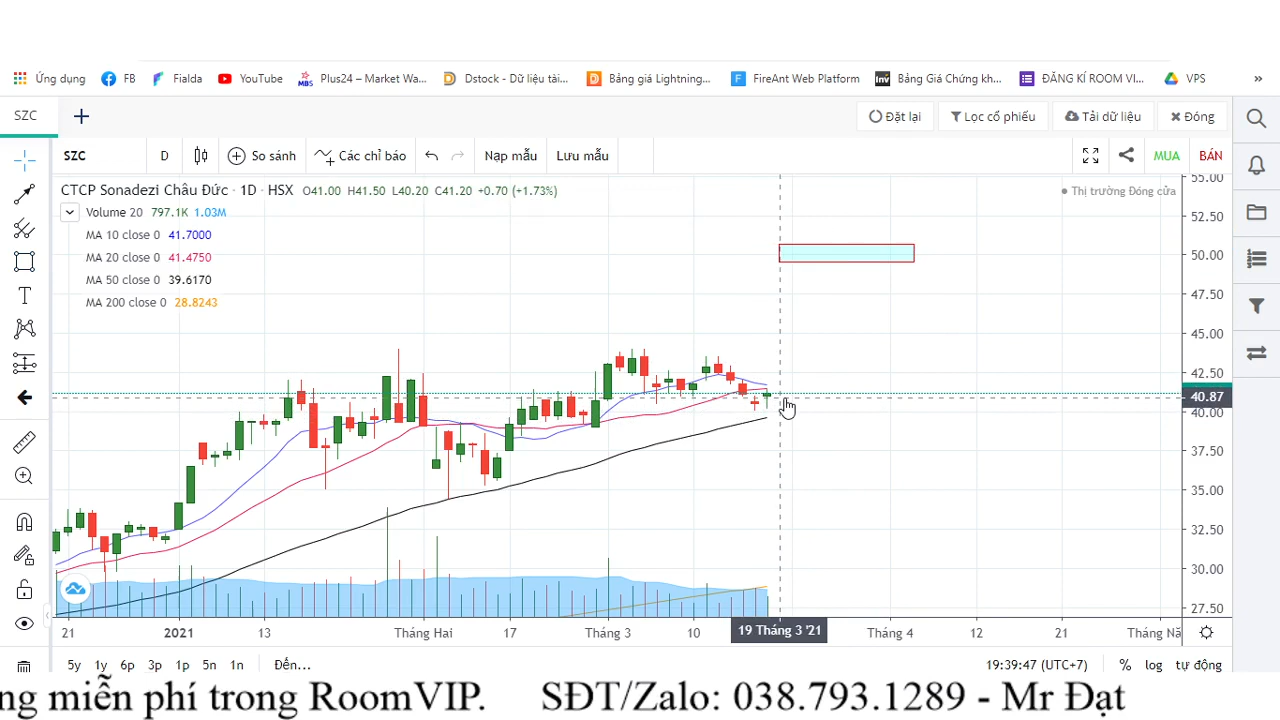 Ứng dụng FB Fialda YouTube MBS Plus24 – Market Wa... Dstock - Dữ liệu tài... Bảng giá Lightning... FireAnt Web Platform Bảng Giá Chứng kh... ĐĂNG KÍ ROOM VI... VPS »
SZC + Đặt lại Lọc cổ phiếu Tải dữ liệu Đóng
SZC D So sánh Các chỉ báo Nạp mẫu Lưu mẫu MUA BÁN
CTCP Sonadezi Châu Đức · 1D · HSX O41.00 H41.50 L40.20 C41.20 +0.70 (+1.73%) Thị trường Đóng cửa
Volume 20 797.1K 1.03M
MA 10 close 0 41.7000
MA 20 close 0 41.4750
MA 50 close 0 39.6170
MA 200 close 0 28.8243
55.00
52.50
50.00
47.50
45.00
42.50
40.87
40.00
37.50
35.00
32.50
30.00
27.50
21 2021 13 Tháng Hai 17 Tháng 3 10 19 Tháng 3 '21 Tháng 4 12 21 Tháng Nă
5y 1y 6p 3p 1p 5n 1n Đến... 19:39:47 (UTC+7) % log tự động
ng miễn phí trong RoomVIP. SĐT/Zalo: 038.793.1289 - Mr Đạt